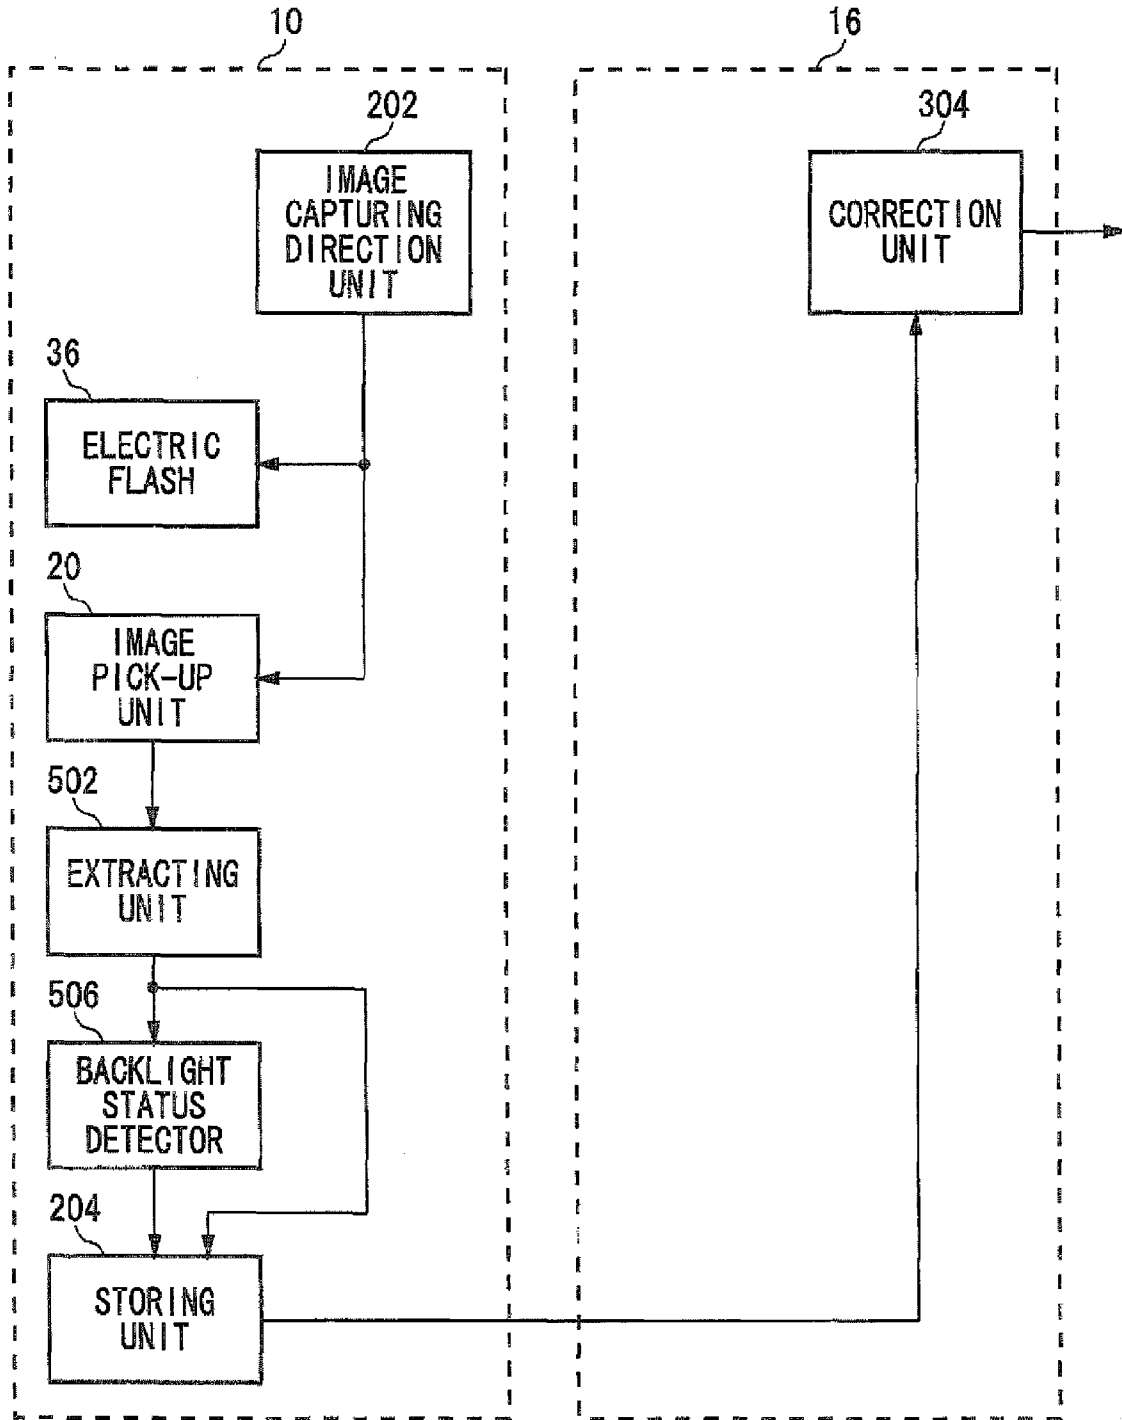 10
16
202
304
IMAGE
CAPTURING
DIRECTION
UNIT
CORRECTION
UNIT
36
ELECTRIC
FLASH
20
IMAGE
PICK-UP
UNIT
502
EXTRACTING
UNIT
506
BACKLIGHT
STATUS
DETECTOR
204
STORING
UNIT